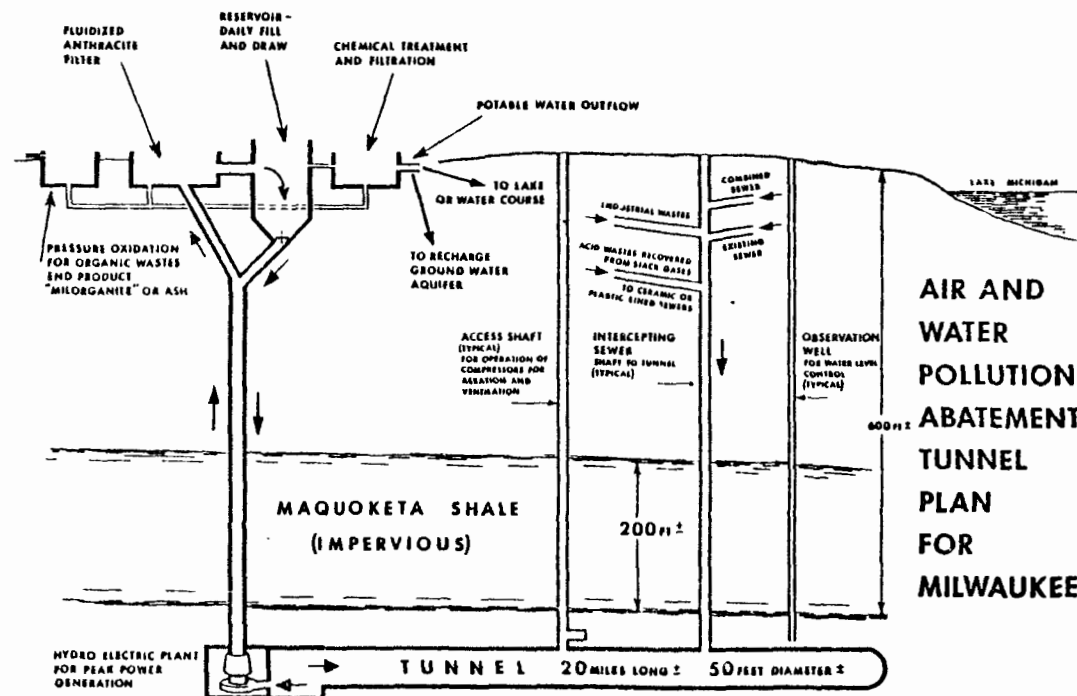 FLUIDIZED
ANTHRACITE
FILTER
RESERVOIR-
DAILY FILL
AND DRAW
CHEMICAL TREATMENT
AND FILTRATION
POTABLE WATER OUTFLOW
TO LAKE
OR WATER COURSE
TO RECHARGE
GROUND WATER
AQUIFER
PRESSURE OXIDATION
FOR ORGANIC WASTES
END PRODUCT
"MILORGANITE" OR ASH
COMBINED
SEWER
INDUSTRIAL WASTES
EXISTING
SEWER
ACID WASTES RECOVERED
FROM STACK GASES
TO CERAMIC OR
PLASTIC LINED SEWERS
LAKE MICHIGAN
ACCESS SHAFT
(TYPICAL)
FOR OPERATION OF
COMPRESSORS FOR
AERATION AND
VENTILATION
INTERCEPTING
SEWER
SHAFT TO TUNNEL
(TYPICAL)
OBSERVATION
WELL
FOR WATER LEVEL
CONTROL
(TYPICAL)
600 FT ±
AIR AND
WATER
POLLUTION
ABATEMENT
TUNNEL
PLAN
FOR
MILWAUKEE
MAQUOKETA SHALE
(IMPERVIOUS)
200 FT ±
HYDRO ELECTRIC PLANT
FOR PEAK POWER
GENERATION
TUNNEL 20 MILES LONG ± 50 FEET DIAMETER ±